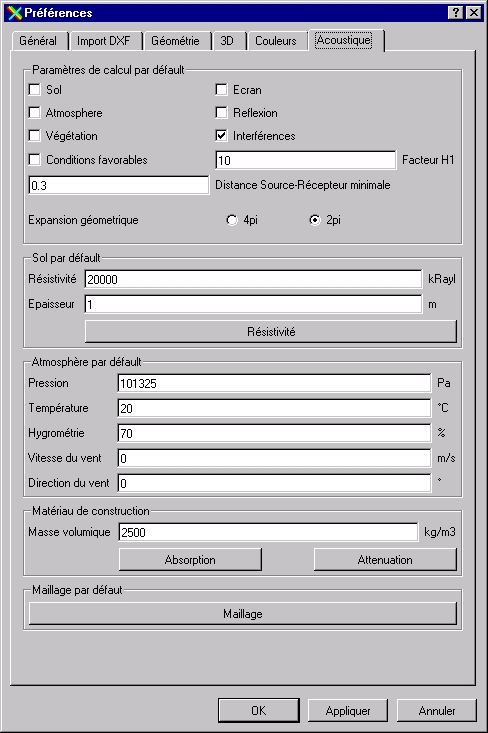 Préférences
Général Import DXF Géométrie 3D Couleurs Acoustique
Paramètres de calcul par défault
Sol Ecran
Atmosphere Reflexion
Végétation Interférences
Conditions favorables 10 Facteur H1
0.3 Distance Source-Récepteur minimale
Expansion géometrique 4pi 2pi
Sol par défault
Résistivité 20000 kRayl
Epaisseur 1 m
Résistivité
Atmosphère par défault
Pression 101325 Pa
Température 20 °C
Hygrométrie 70 %
Vitesse du vent 0 m/s
Direction du vent 0 °
Matériau de construction
Masse volumique 2500 kg/m3
Absorption Attenuation
Maillage par défaut
Maillage
OK Appliquer Annuler